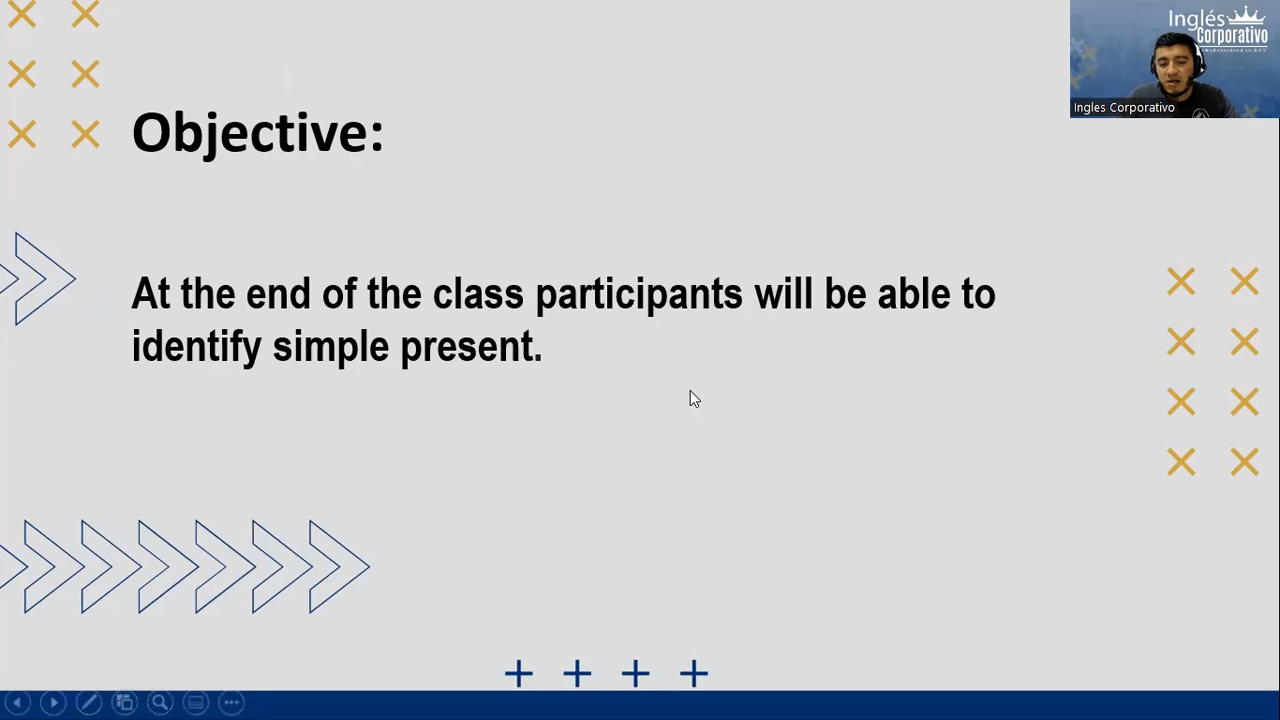 Inglés
Corporativo
Ingles Corporativo
Objective:
At the end of the class participants will be able to
identify simple present.